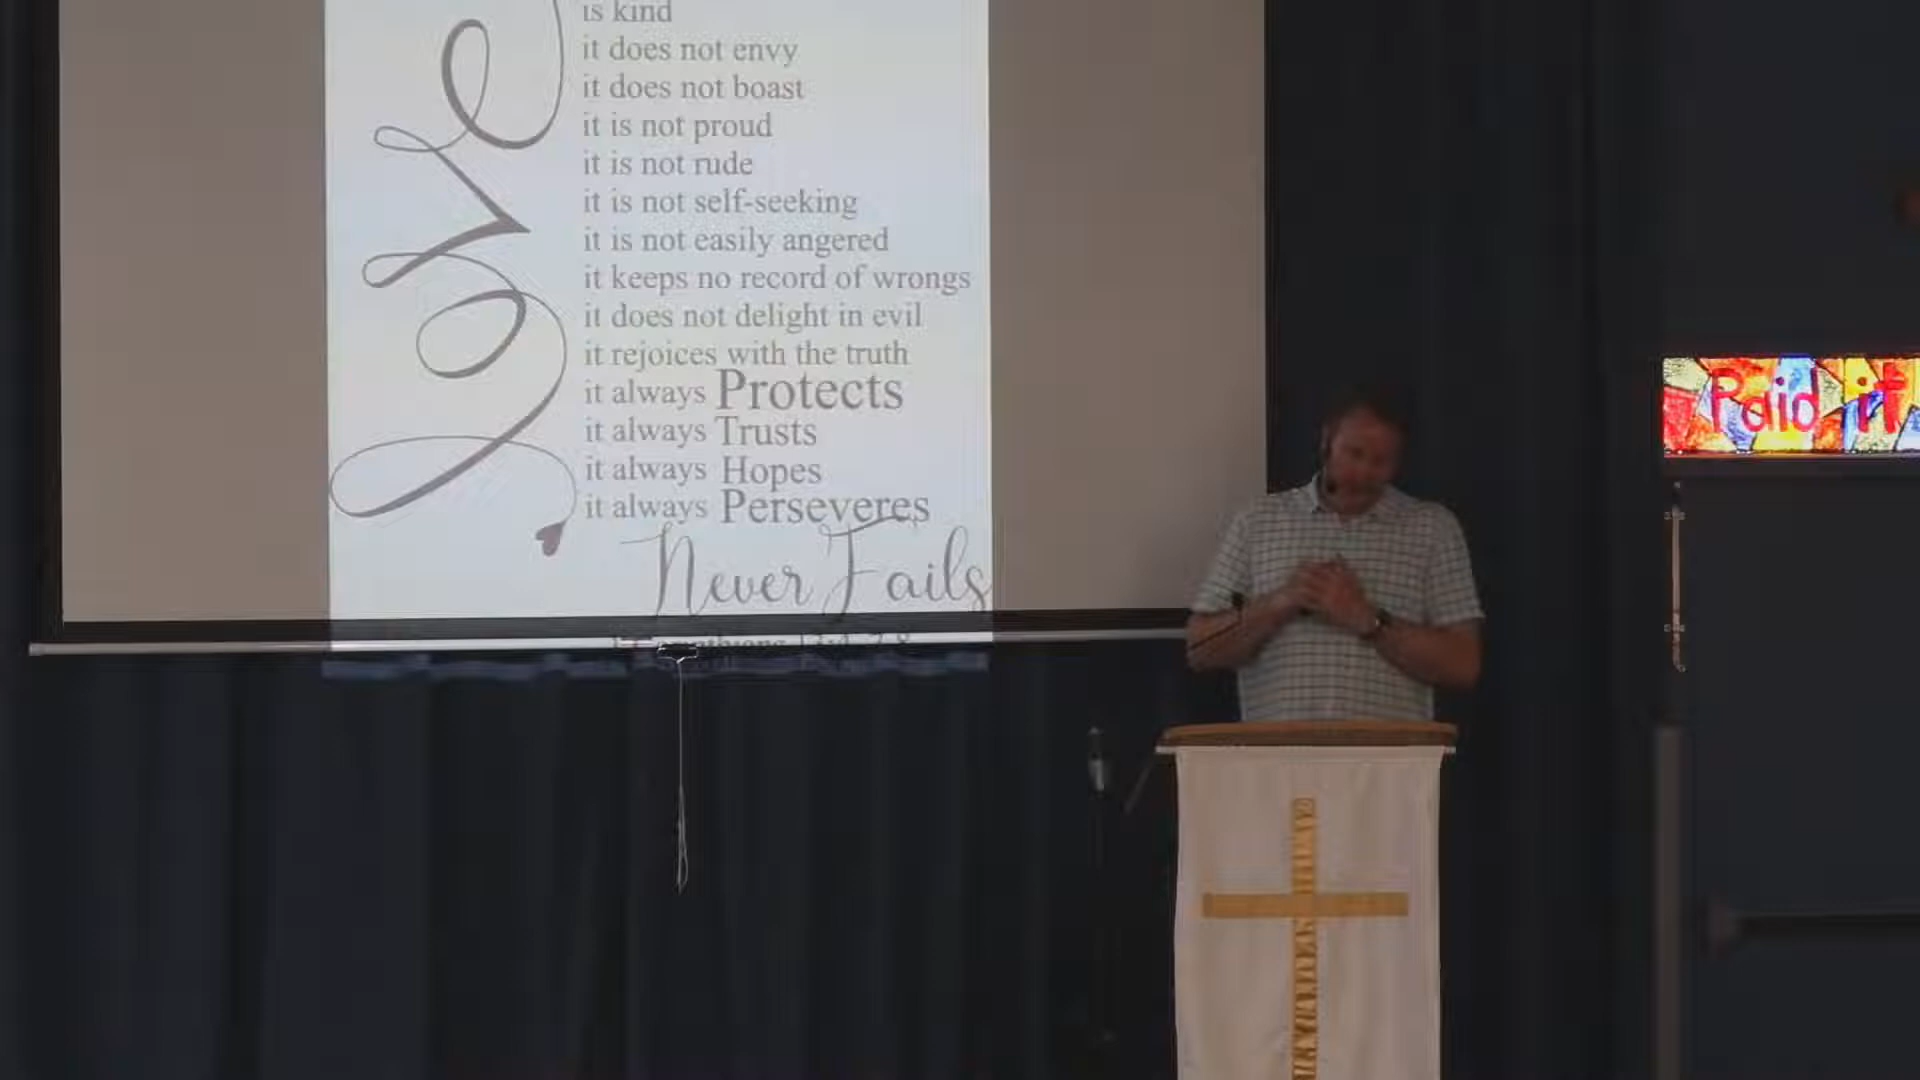 Love
is kind
it does not envy
it does not boast
it is not proud
it is not rude
it is not self-seeking
it is not easily angered
it keeps no record of wrongs
it does not delight in evil
it rejoices with the truth
it always Protects
it always Trusts
it always Hopes
it always Perseveres
Never Fails
Paid it